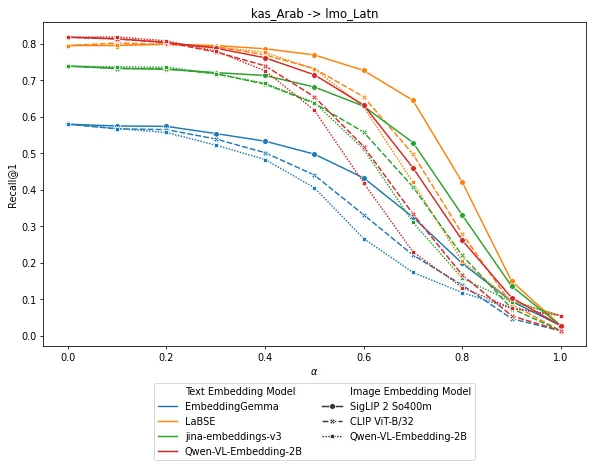 kas_Arab -> lmo_Latn
Recall@1
0.8
0.7
0.6
0.5
0.4
0.3
0.2
0.1
0.0
0.0 0.2 0.4 0.6 0.8 1.0
α
Text Embedding Model
EmbeddingGemma
LaBSE
jina-embeddings-v3
Qwen-VL-Embedding-2B
Image Embedding Model
SigLIP 2 So400m
CLIP ViT-B/32
Qwen-VL-Embedding-2B